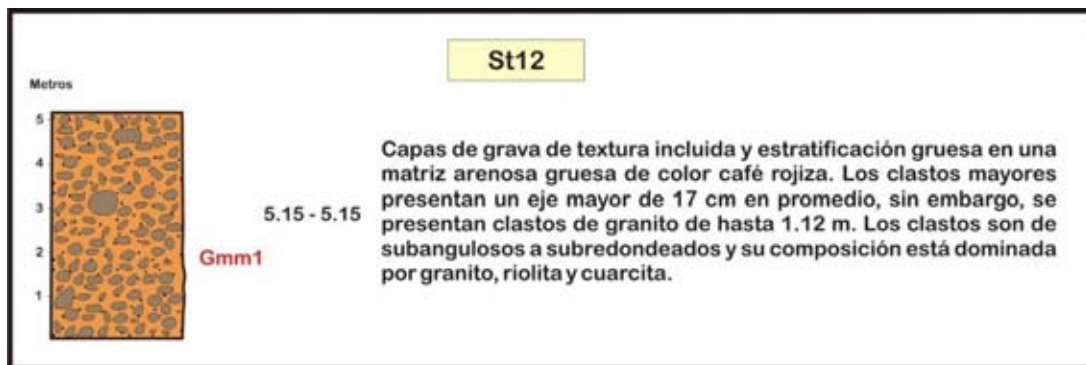 St12
Metros
5
4
3
2
1
5.15 - 5.15
Gmm1
Capas de grava de textura incluida y estratificación gruesa en una
matriz arenosa gruesa de color café rojiza. Los clastos mayores
presentan un eje mayor de 17 cm en promedio, sin embargo, se
presentan clastos de granito de hasta 1.12 m. Los clastos son de
subangulosos a subredondeados y su composición está dominada
por granito, riolita y cuarcita.